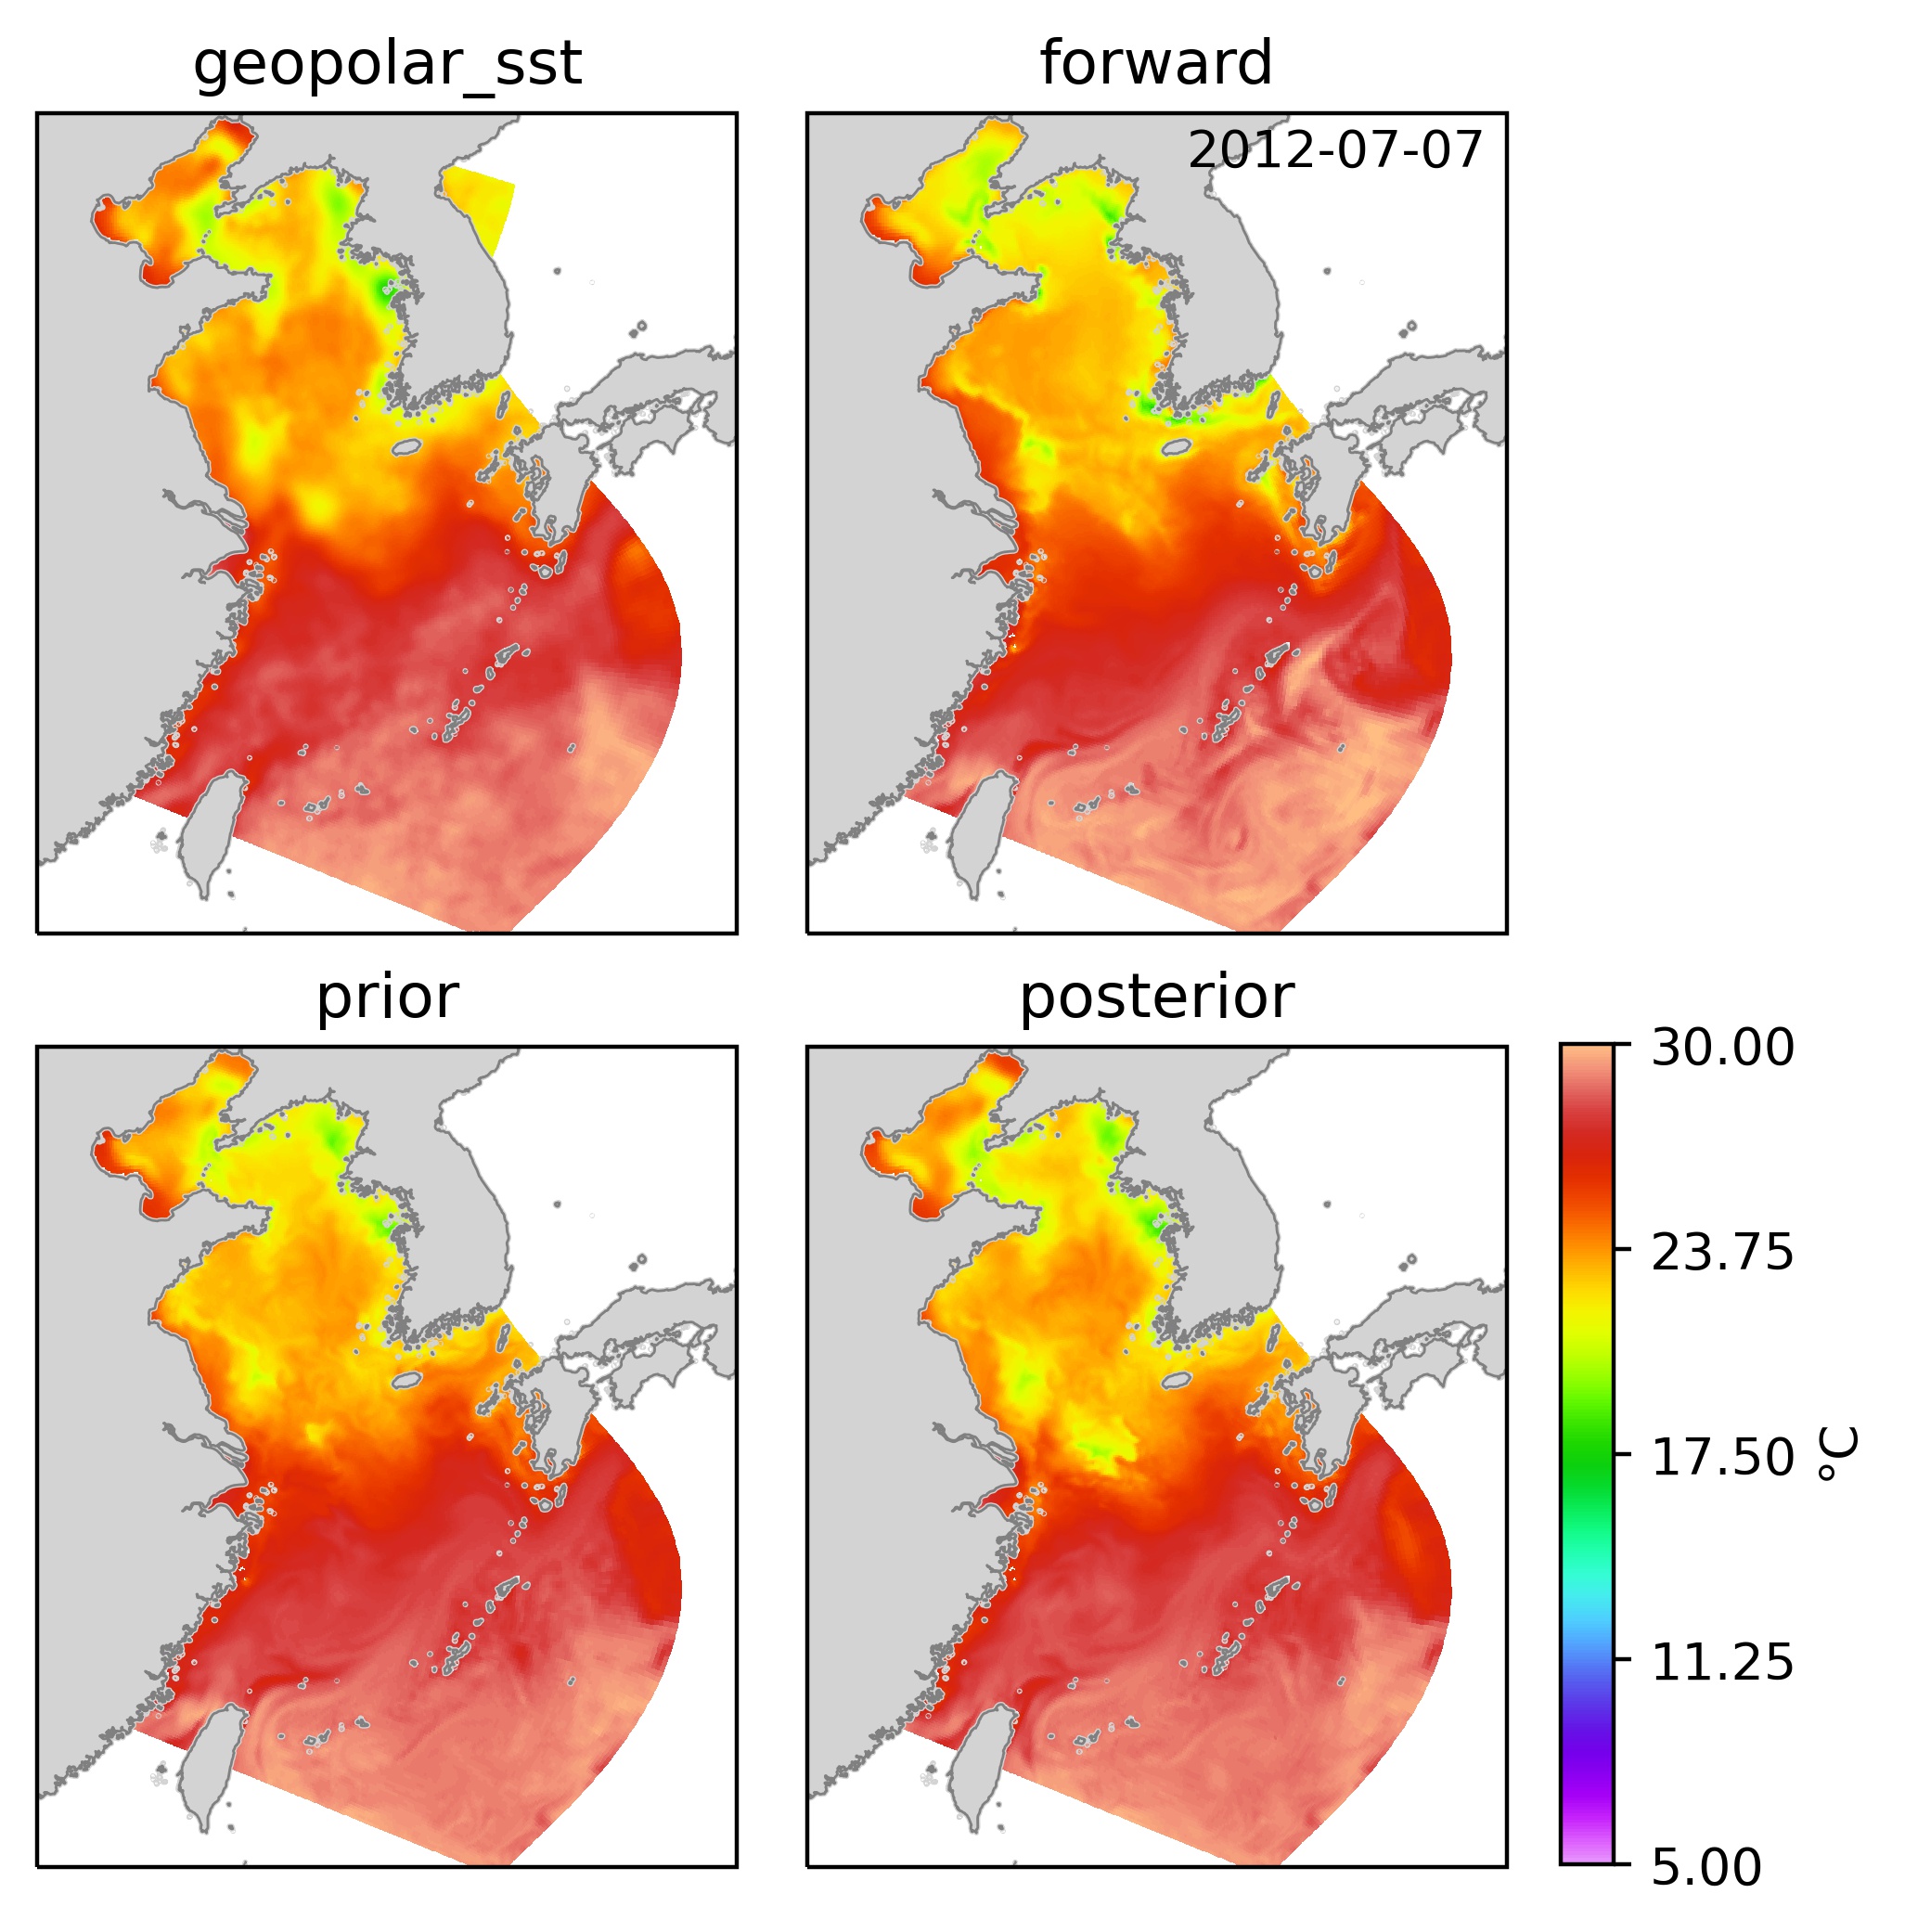 geopolar_sst
forward
2012-07-07
prior
posterior
30.00
23.75
17.50
11.25
5.00
°C